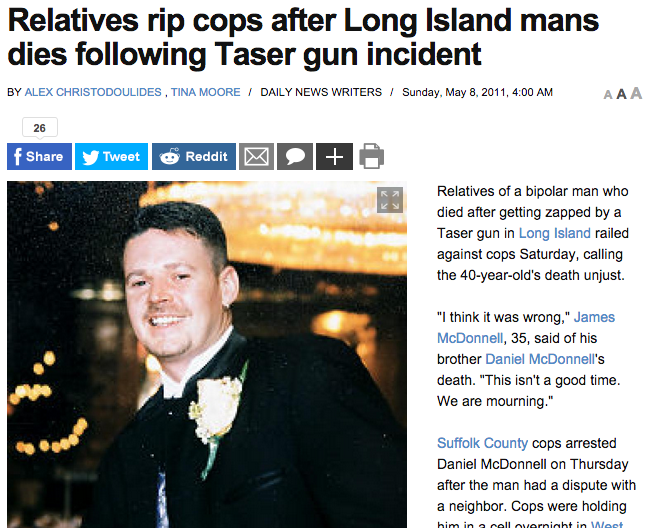 Relatives rip cops after Long Island mans
dies following Taser gun incident
BY ALEX CHRISTODOULIDES , TINA MOORE / DAILY NEWS WRITERS / Sunday, May 8, 2011, 4:00 AM
A A A
26
f Share Tweet Reddit
Relatives of a bipolar man who
died after getting zapped by a
Taser gun in Long Island railed
against cops Saturday, calling
the 40-year-old's death unjust.
"I think it was wrong," James
McDonnell, 35, said of his
brother Daniel McDonnell's
death. "This isn't a good time.
We are mourning."
Suffolk County cops arrested
Daniel McDonnell on Thursday
after the man had a dispute with
a neighbor. Cops were holding
him in a cell overnight in West